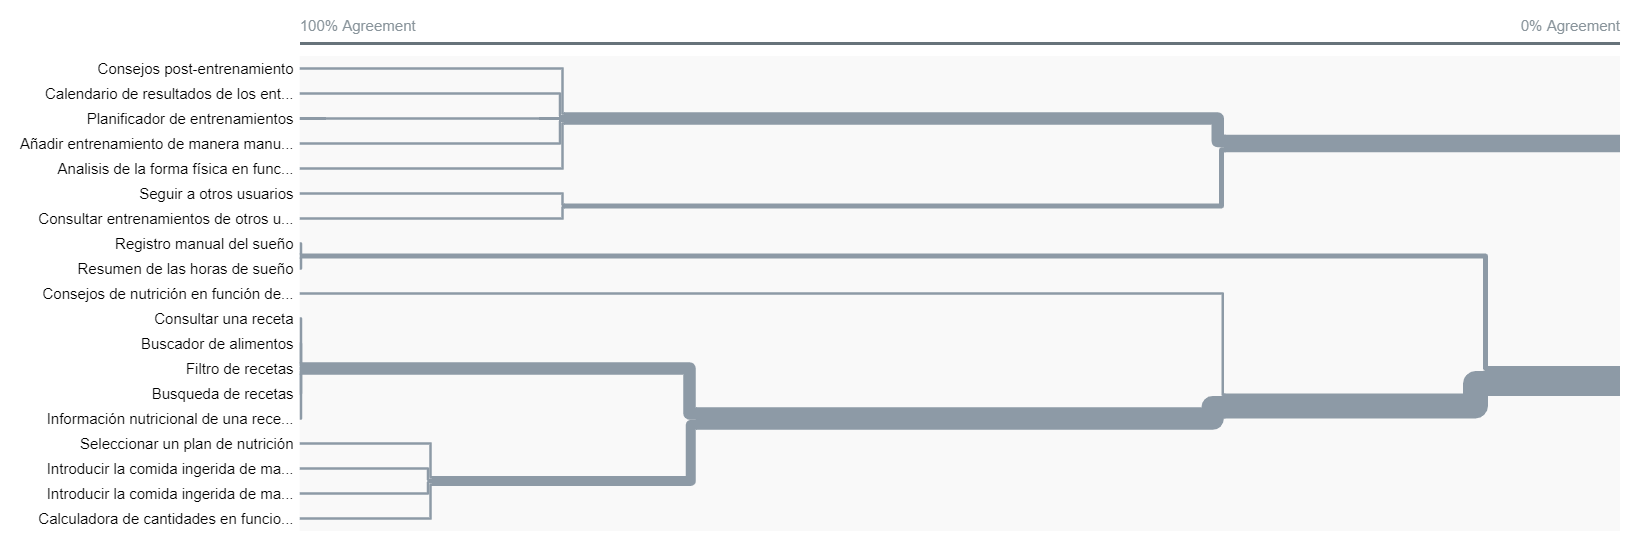 100% Agreement
0% Agreement
Consejos post-entrenamiento
Calendario de resultados de los ent...
Planificador de entrenamientos
Añadir entrenamiento de manera manu...
Analisis de la forma física en func...
Seguir a otros usuarios
Consultar entrenamientos de otros u...
Registro manual del sueño
Resumen de las horas de sueño
Consejos de nutrición en función de...
Consultar una receta
Buscador de alimentos
Filtro de recetas
Busqueda de recetas
Información nutricional de una rece...
Seleccionar un plan de nutrición
Introducir la comida ingerida de ma...
Introducir la comida ingerida de ma...
Calculadora de cantidades en funcio...